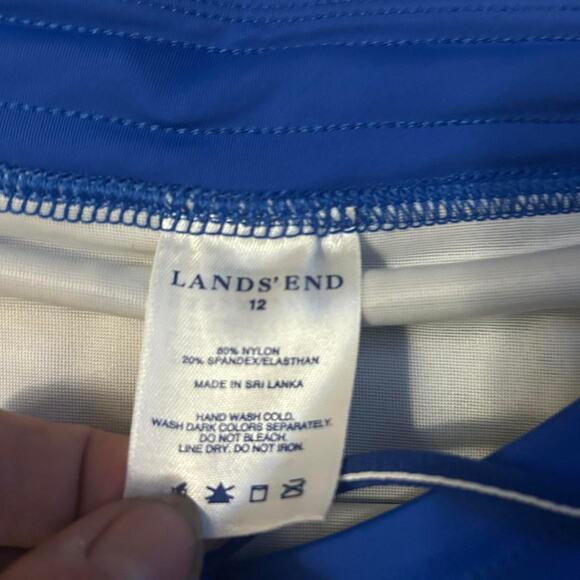 LANDS' END
12
80% NYLON
20% SPANDEX/ELASTHAN
MADE IN SRI LANKA
HAND WASH COLD.
WASH DARK COLORS SEPARATELY.
DO NOT BLEACH.
LINE DRY. DO NOT IRON.